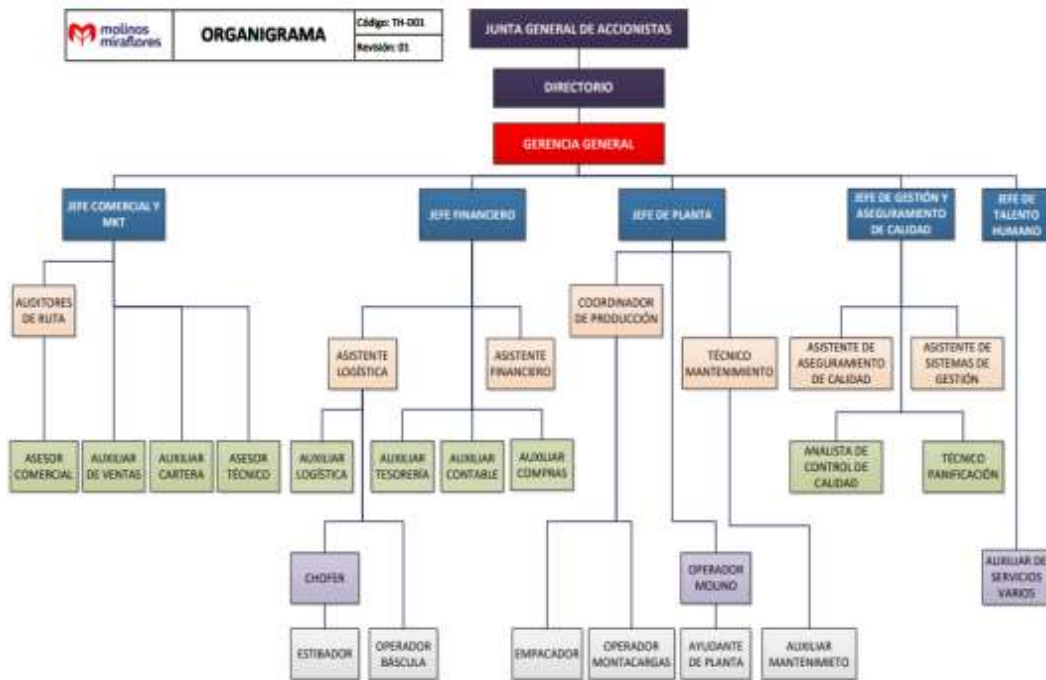 molinos
miraflores
ORGANIGRAMA
Código: TH-D01
Revisión: 01
JUNTA GENERAL DE ACCIONISTAS
DIRECTORIO
GERENCIA GENERAL
JEFE COMERCIAL Y
MKT
JEFE FINANCIERO
JEFE DE PLANTA
JEFE DE GESTIÓN Y
ASEGURAMIENTO
DE CALIDAD
JEFE DE
TALENTO
HUMANO
AUDITORES
DE RUTA
COORDINADOR
DE PRODUCCIÓN
ASISTENTE
LOGÍSTICA
ASISTENTE
FINANCIERO
TÉCNICO
MANTENIMIENTO
ASISTENTE DE
ASEGURAMIENTO
DE CALIDAD
ASISTENTE DE
SISTEMAS DE
GESTIÓN
ASESOR
COMERCIAL
AUXILIAR
DE VENTAS
AUXILIAR
CARTERA
ASESOR
TÉCNICO
AUXILIAR
LOGÍSTICA
AUXILIAR
TESORERÍA
AUXILIAR
CONTABLE
AUXILIAR
COMPRAS
ANALISTA DE
CONTROL DE
CALIDAD
TÉCNICO
PANIFICACIÓN
CHOFER
OPERADOR
MOLINO
AUXILIAR DE
SERVICIOS
VARIOS
ESTIBADOR
OPERADOR
BÁSCULA
EMPACADOR
OPERADOR
MONTACARGAS
AYUDANTE
DE PLANTA
AUXILIAR
MANTENIMIETO